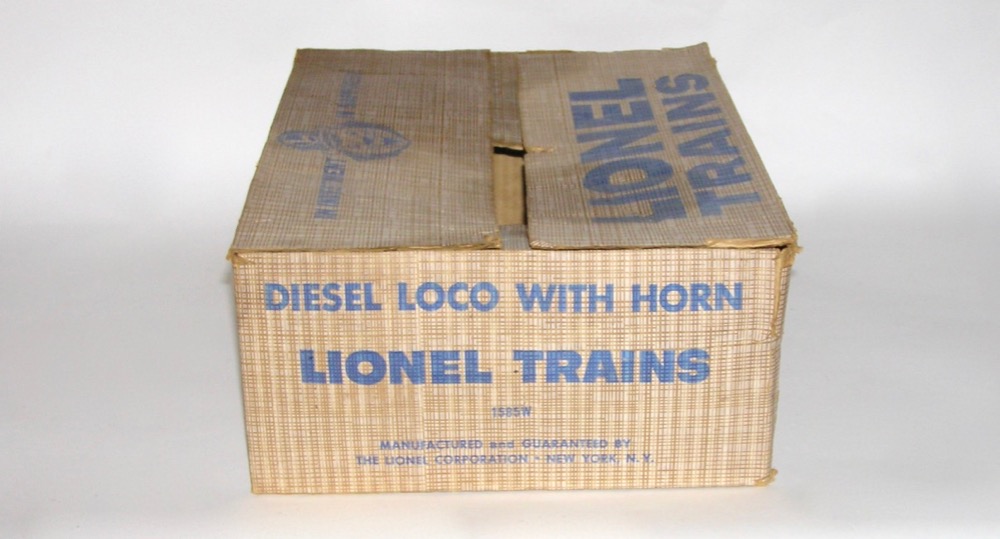 LIONEL
TRAINS
DIESEL LOCO WITH HORN
LIONEL TRAINS
1585W
MANUFACTURED and GUARANTEED BY
THE LIONEL CORPORATION - NEW YORK, N. Y.